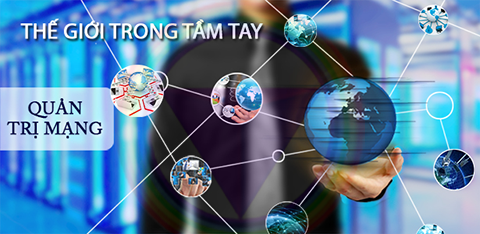 THẾ GIỚI TRONG TẦM TAY
QUẢN
TRỊ MẠNG